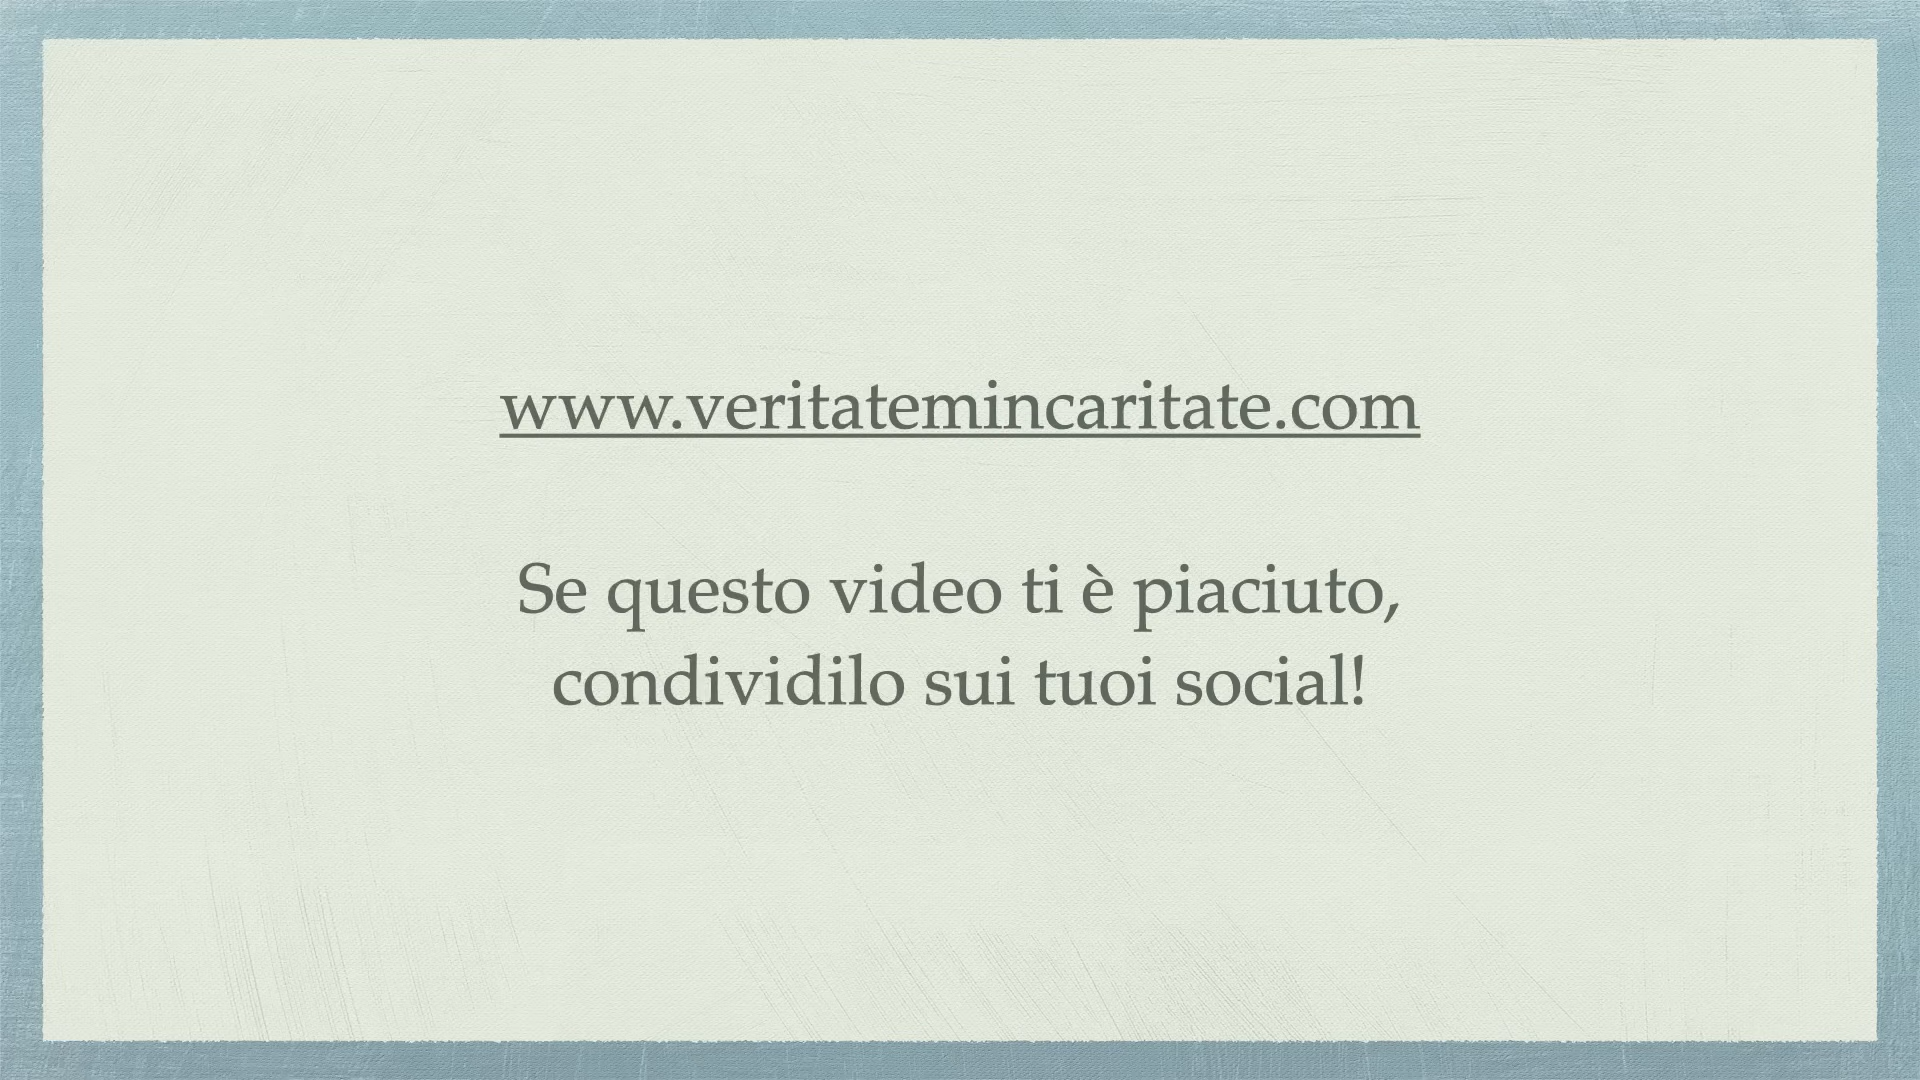 www.veritatemincaritate.com
Se questo video ti è piaciuto,
condividilo sui tuoi social!